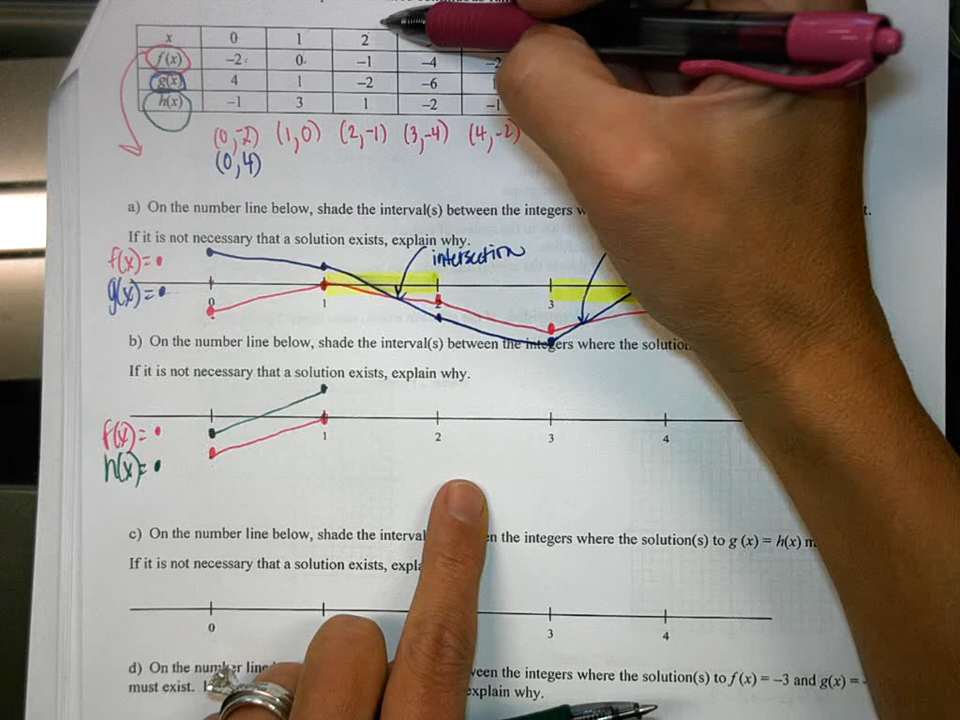 x 0 1 2
f(x) -2 0 -1 -4 -2
g(x) 4 1 -2 -6
h(x) -1 3 1 -2 -1
(0,-2) (1,0) (2,-1) (3,-4) (4,-2)
(0,4)
a) On the number line below, shade the interval(s) between the integers
If it is not necessary that a solution exists, explain why.
intersection
f(x)=•
g(x)=•
0 1 2 3
b) On the number line below, shade the interval(s) between the integers where the
If it is not necessary that a solution exists, explain why.
f(x)=•
h(x)=•
1 2 3 4
c) On the number line below, shade the the integers where the solution(s) to g (x) = h(x)
If it is not necessary that a solution exists,
0 3 4
d) On the number the integers where the solution(s) to f (x) = -3 and g(x) =
must exist. explain why.